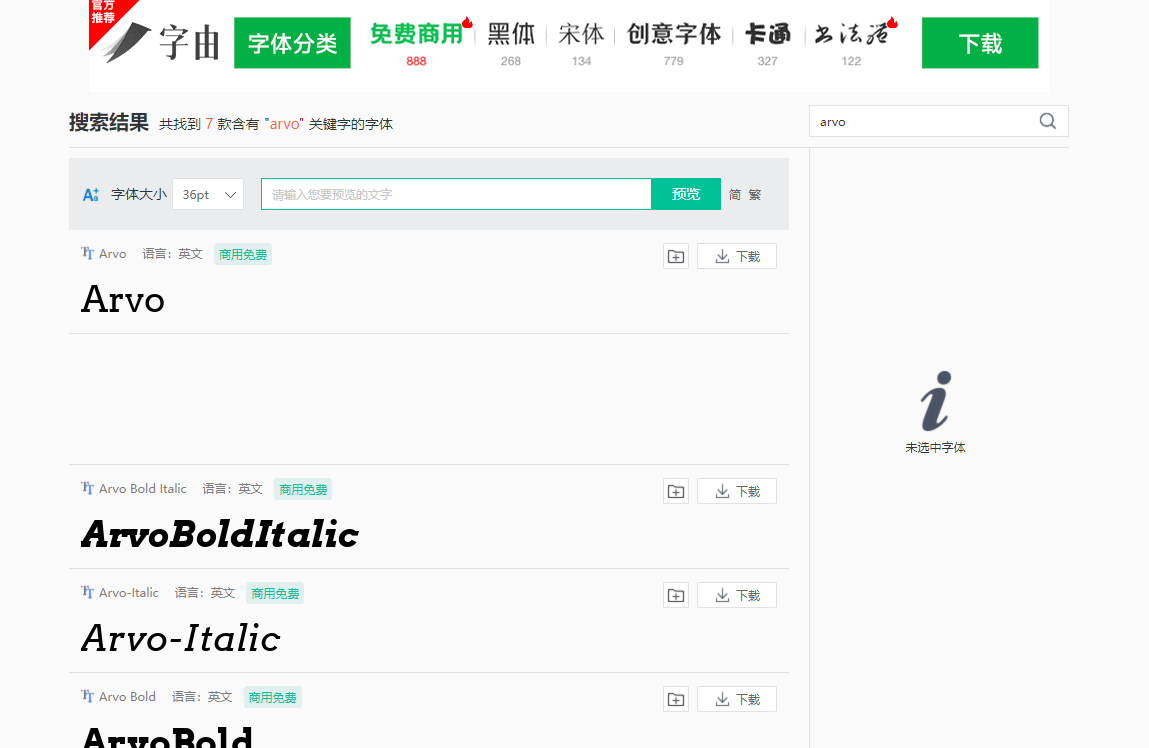 官方
推荐
字由
字体分类
免费商用
888
黑体
268
宋体
134
创意字体
779
卡通
327
书法活
122
下载
搜索结果 共找到 7 款含有 "arvo" 关键字的字体
arvo
字体大小 36pt 请输入您要预览的文字 预览 简 繁
Arvo 语言：英文 商用免费 下载
Arvo
未选中字体
Arvo Bold Italic 语言：英文 商用免费 下载
ArvoBoldItalic
Arvo-Italic 语言：英文 商用免费 下载
Arvo-Italic
Arvo Bold 语言：英文 商用免费 下载
ArvoBold